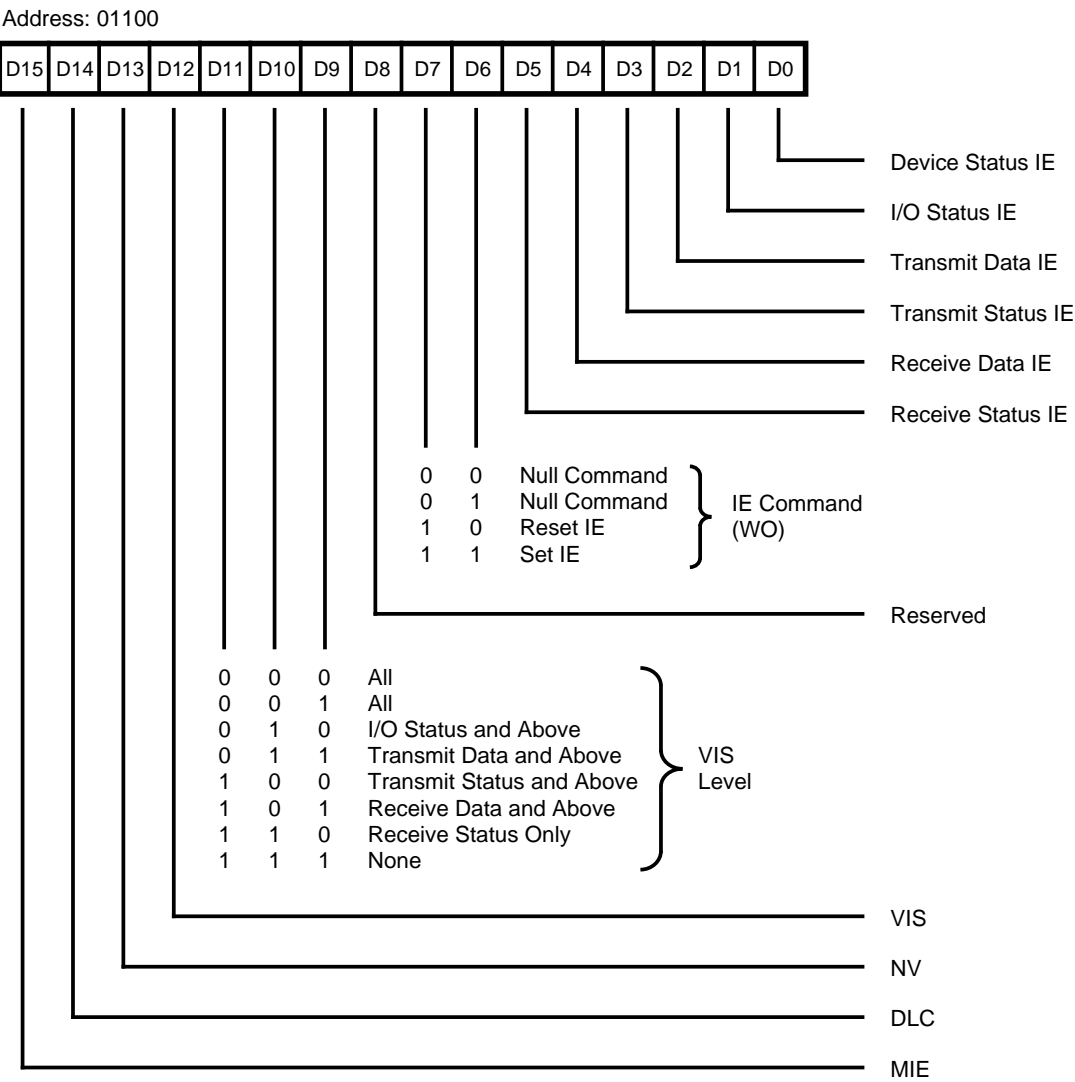 Address: 01100
D15 D14 D13 D12 D11 D10 D9 D8 D7 D6 D5 D4 D3 D2 D1 D0
Device Status IE
I/O Status IE
Transmit Data IE
Transmit Status IE
Receive Data IE
Receive Status IE
0 0 Null Command
0 1 Null Command
1 0 Reset IE
1 1 Set IE
IE Command
(WO)
Reserved
0 0 0 All
0 0 1 All
0 1 0 I/O Status and Above
0 1 1 Transmit Data and Above
1 0 0 Transmit Status and Above
1 0 1 Receive Data and Above
1 1 0 Receive Status Only
1 1 1 None
VIS
Level
VIS
NV
DLC
MIE